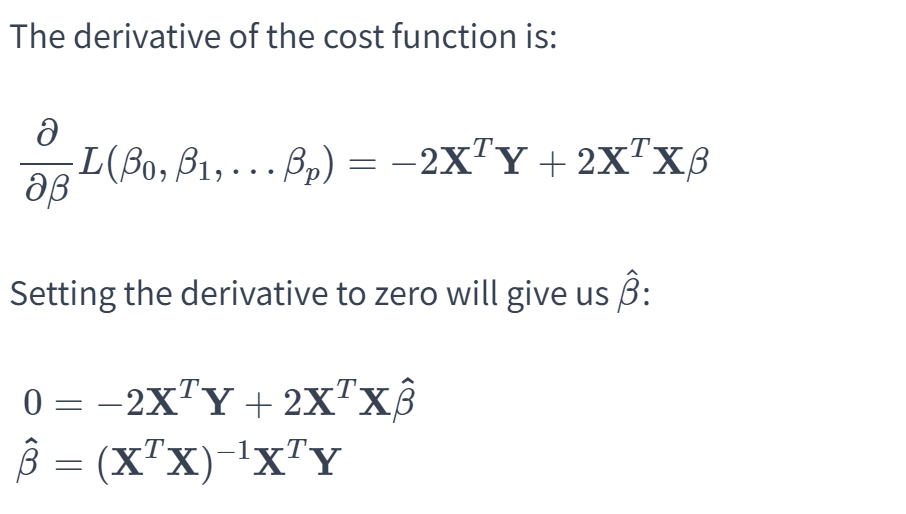 The derivative of the cost function is:
∂/∂β L(β₀, β₁, … βₚ) = −2𝐗ᵀ𝐘 + 2𝐗ᵀ𝐗β
Setting the derivative to zero will give us β̂:
0 = −2𝐗ᵀ𝐘 + 2𝐗ᵀ𝐗β̂
β̂ = (𝐗ᵀ𝐗)⁻¹𝐗ᵀ𝐘